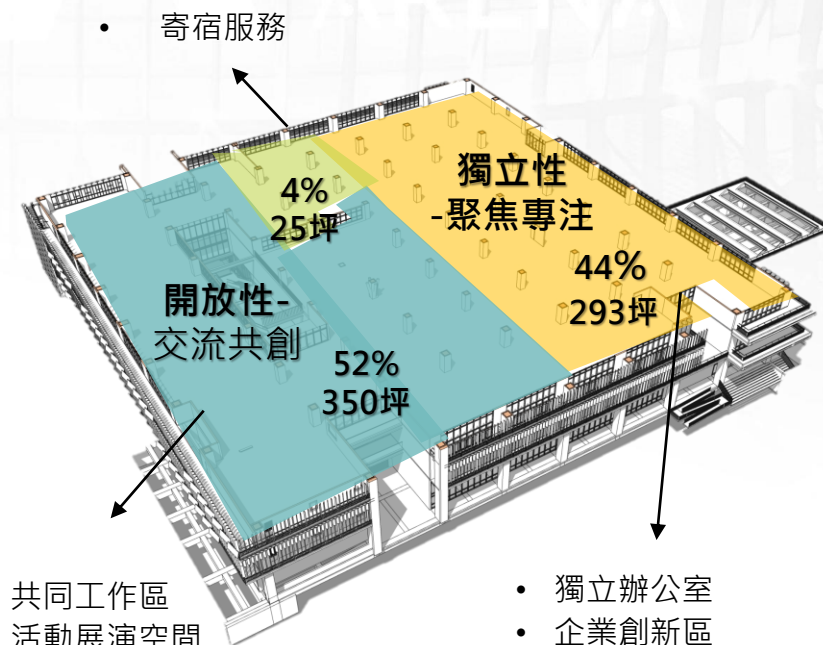 • 寄宿服務
4%
25坪
獨立性
-聚焦專注
44%
293坪
開放性-
交流共創
52%
350坪
共同工作區
活動展演空間
• 獨立辦公室
• 企業創新區